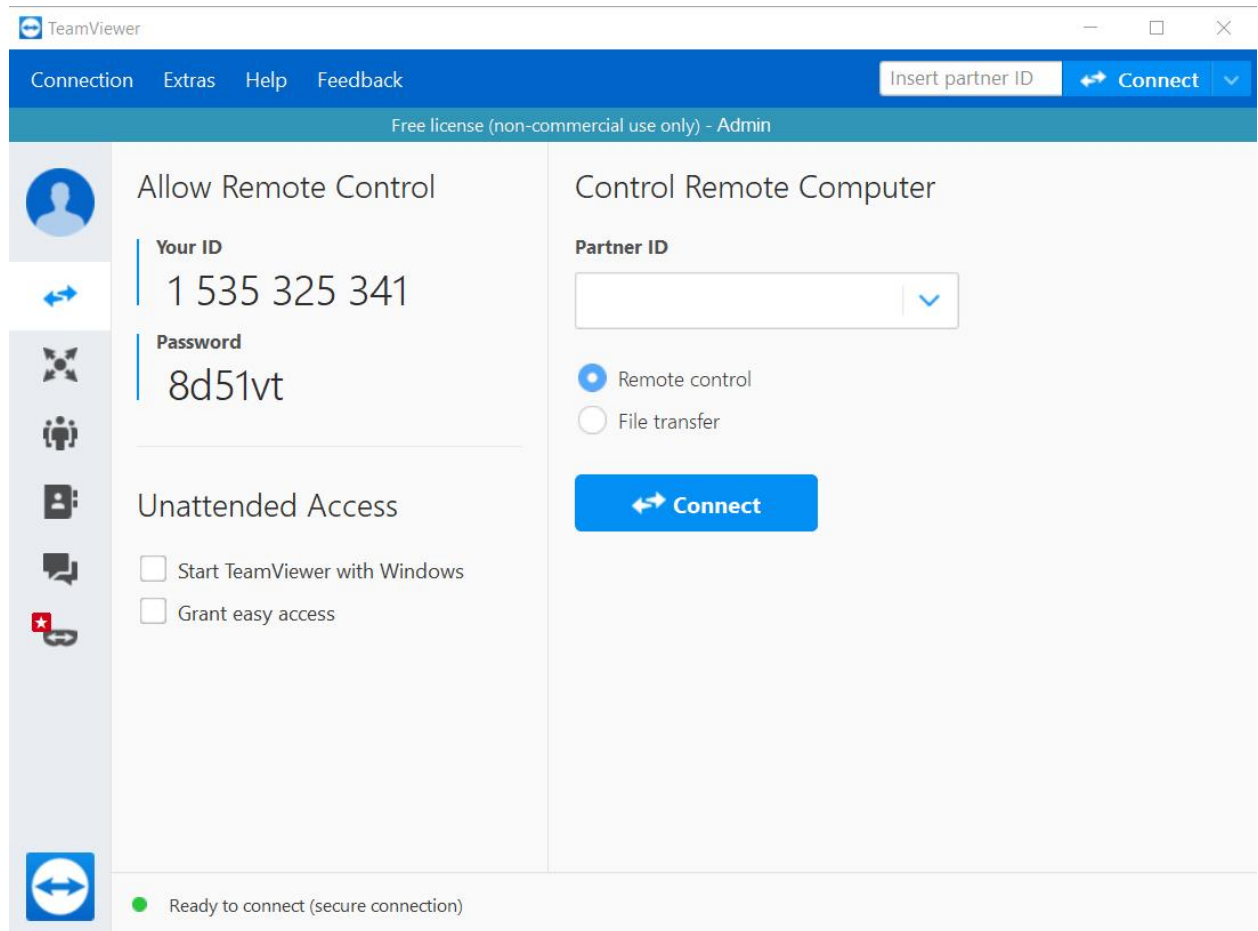 TeamViewer
Connection Extras Help Feedback Insert partner ID Connect
Free license (non-commercial use only) - Admin
Allow Remote Control
Your ID
1 535 325 341
Password
8d51vt
Unattended Access
Start TeamViewer with Windows
Grant easy access
Control Remote Computer
Partner ID
Remote control
File transfer
Connect
Ready to connect (secure connection)